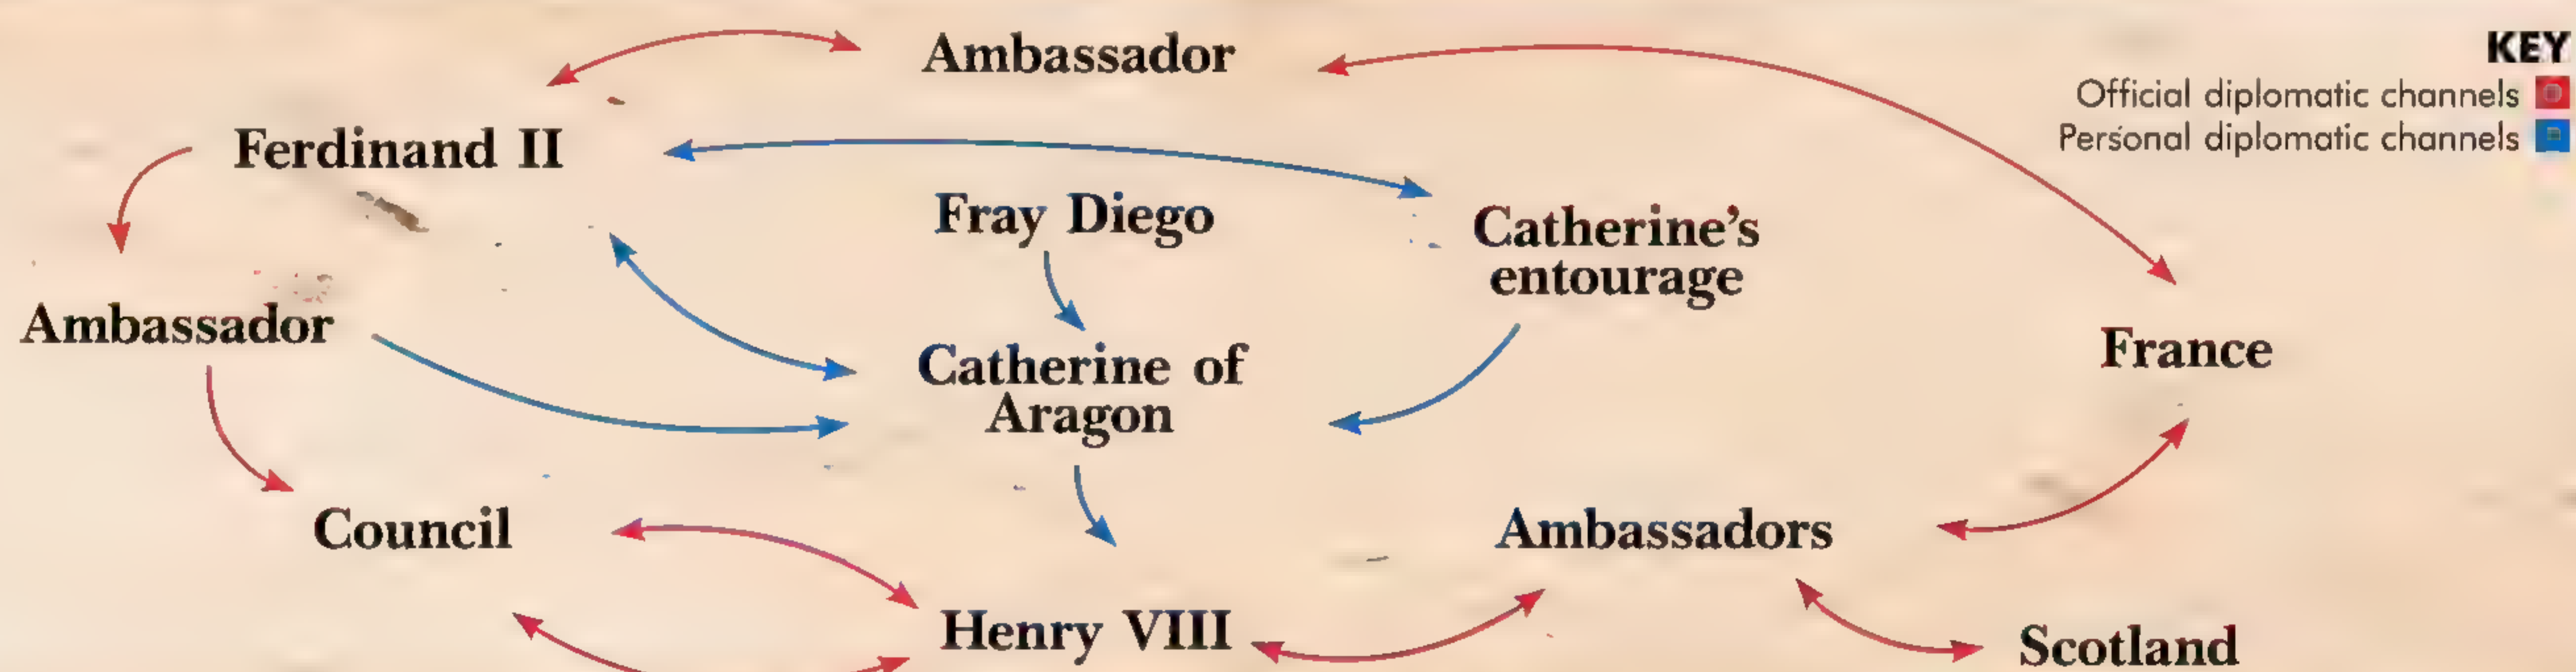 Ambassador
KEY
Official diplomatic channels
Personal diplomatic channels
Ferdinand II
Fray Diego
Catherine's
entourage
Ambassador
Catherine of
Aragon
France
Council
Ambassadors
Henry VIII
Scotland